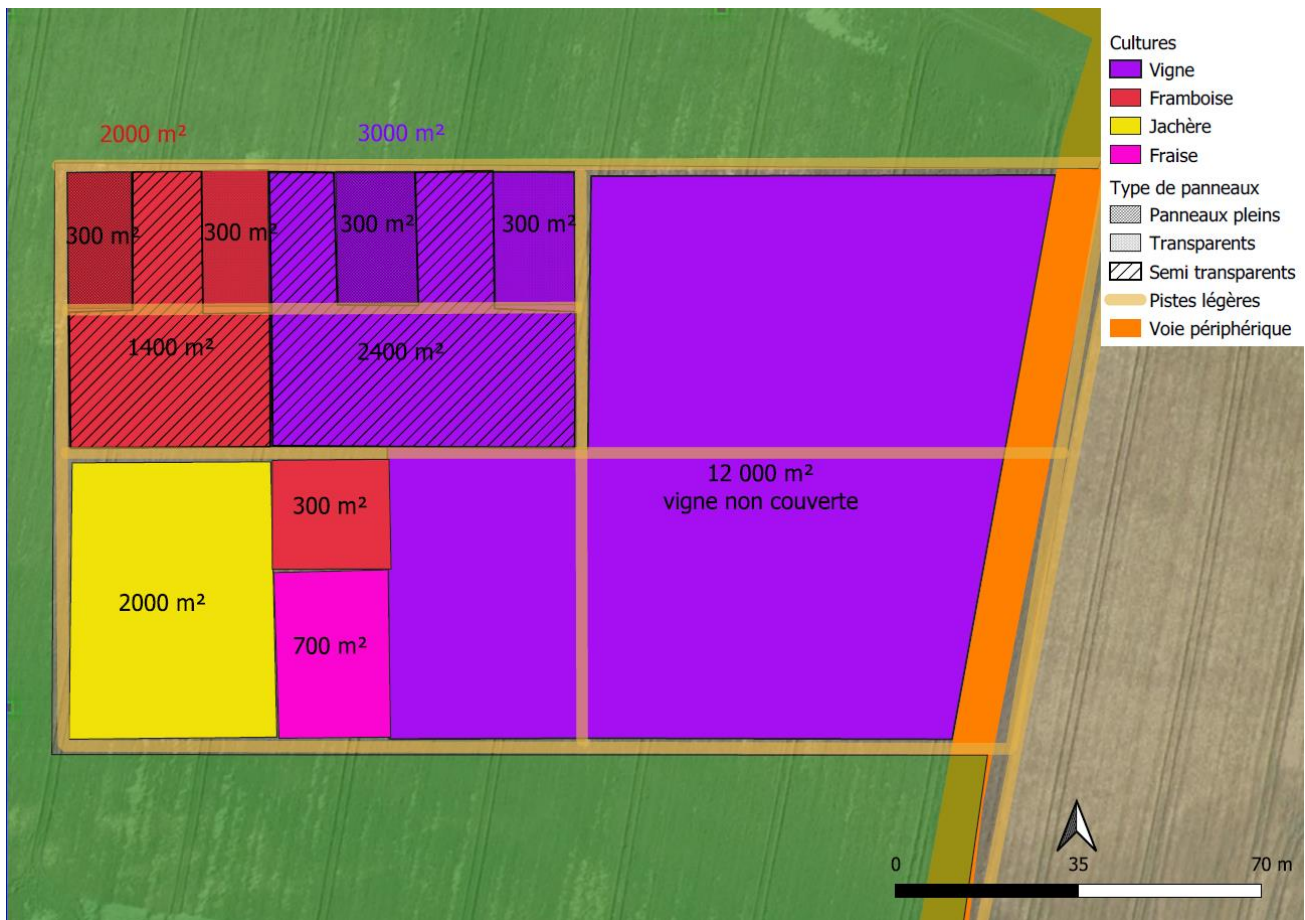 2000 m²
3000 m²
300 m²
300 m²
300 m²
300 m²
1400 m²
2400 m²
12 000 m²
vigne non couverte
300 m²
2000 m²
700 m²
Cultures
Vigne
Framboise
Jachère
Fraise
Type de panneaux
Panneaux pleins
Transparents
Semi transparents
Pistes légères
Voie périphérique
0
35
70 m